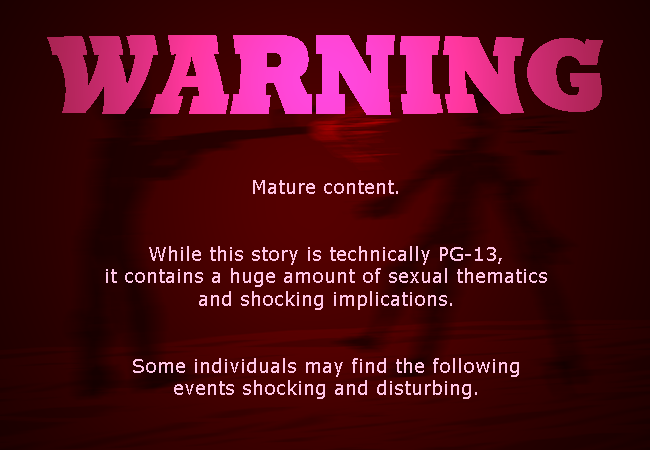 WARNING
Mature content.
While this story is technically PG-13,
it contains a huge amount of sexual thematics
and shocking implications.
Some individuals may find the following
events shocking and disturbing.